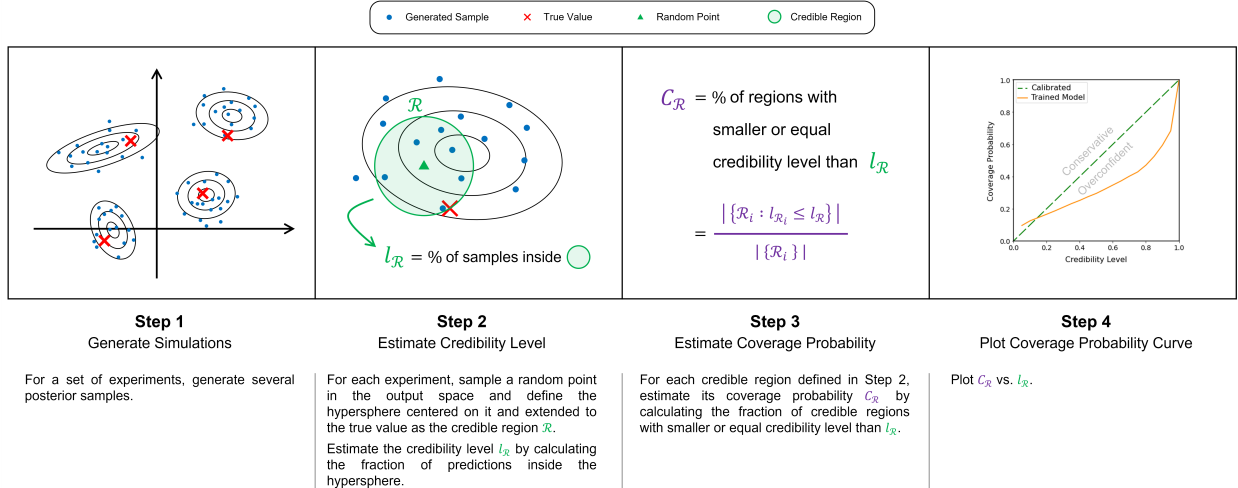 Generated Sample
True Value
Random Point
Credible Region
ℛ
l_ℛ = % of samples inside
C_ℛ = % of regions with
smaller or equal
credibility level than l_ℛ
= |{ℛ_i : l_ℛ_i ≤ l_ℛ}| / |{ℛ_i}|
Calibrated
Trained Model
Conservative
Overconfident
Coverage Probability
1.0
0.8
0.6
0.4
0.2
0.0
0.0 0.2 0.4 0.6 0.8 1.0
Credibility Level
Step 1
Generate Simulations
For a set of experiments, generate several
posterior samples.
Step 2
Estimate Credibility Level
For each experiment, sample a random point
in the output space and define the
hypersphere centered on it and extended to
the true value as the credible region ℛ.
Estimate the credibility level l_ℛ by calculating
the fraction of predictions inside the
hypersphere.
Step 3
Estimate Coverage Probability
For each credible region defined in Step 2,
estimate its coverage probability C_ℛ by
calculating the fraction of credible regions
with smaller or equal credibility level than l_ℛ.
Step 4
Plot Coverage Probability Curve
Plot C_ℛ vs. l_ℛ.